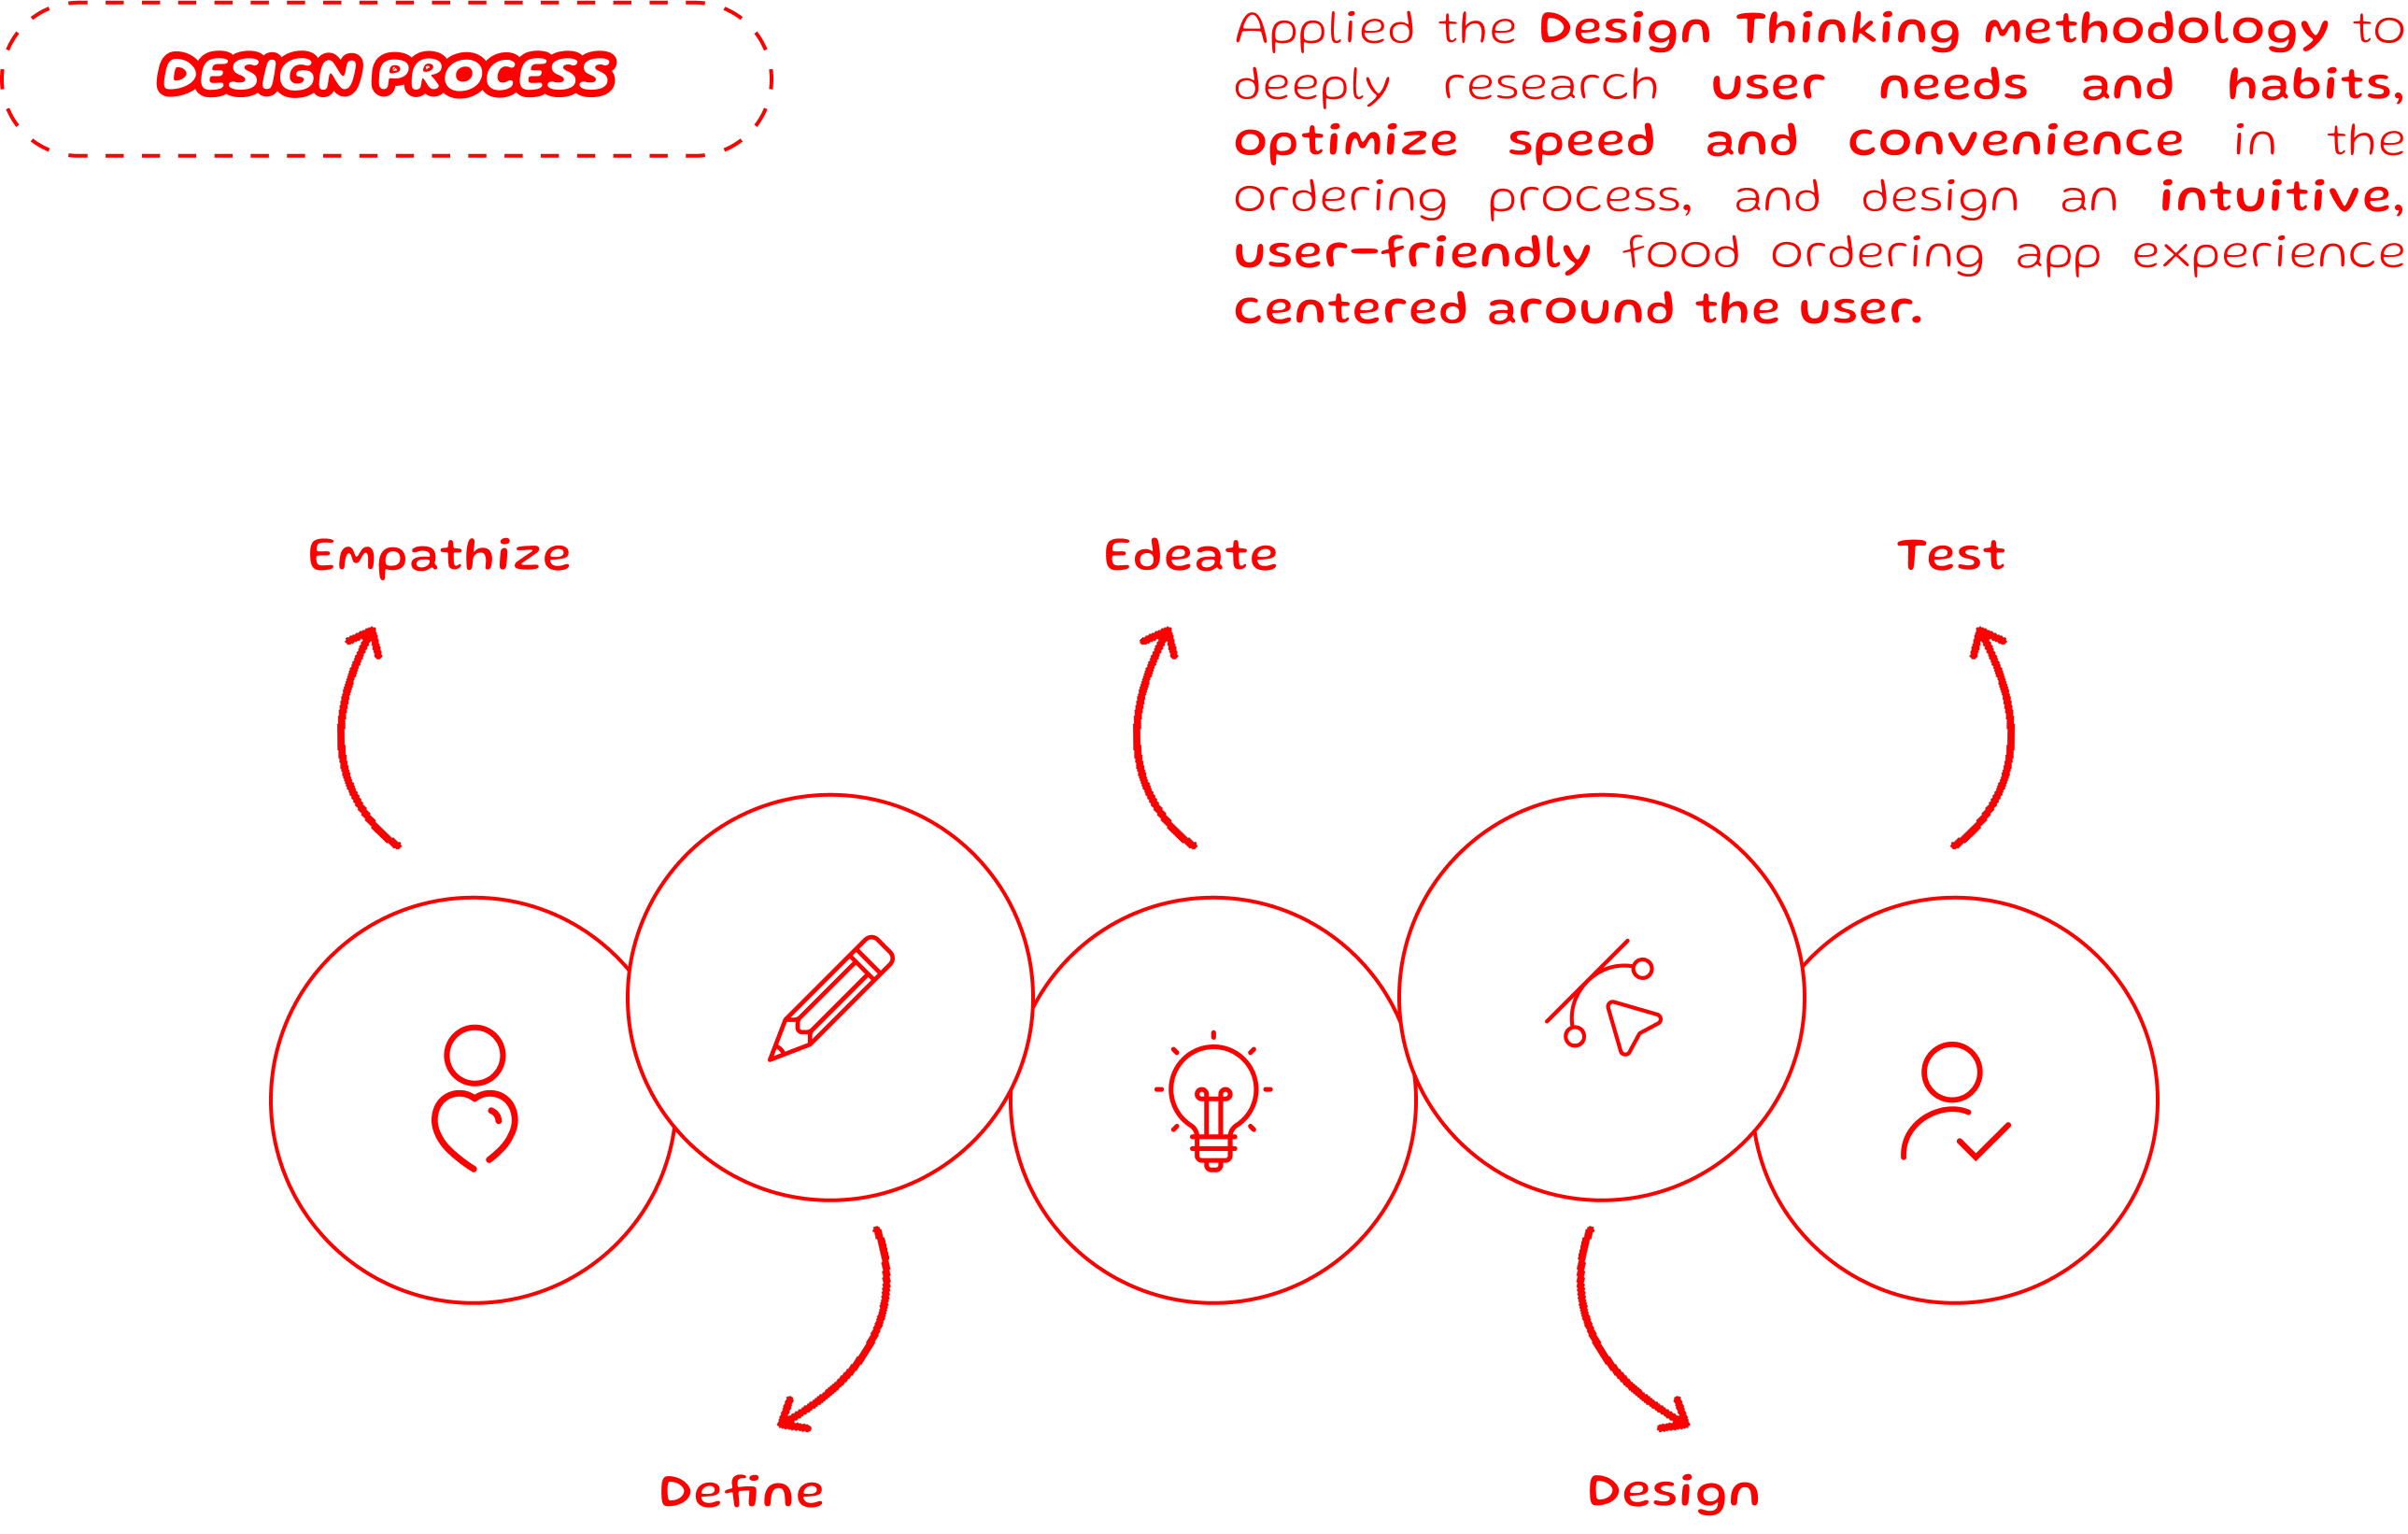 DESIGN PROCESS
Applied the Design Thinking methodology to
deeply research user needs and habits,
optimize speed and convenience in the
ordering process, and design an intuitive,
user-friendly food ordering app experience
centered around the user.
Empathize
Edeate
Test
Define
Design